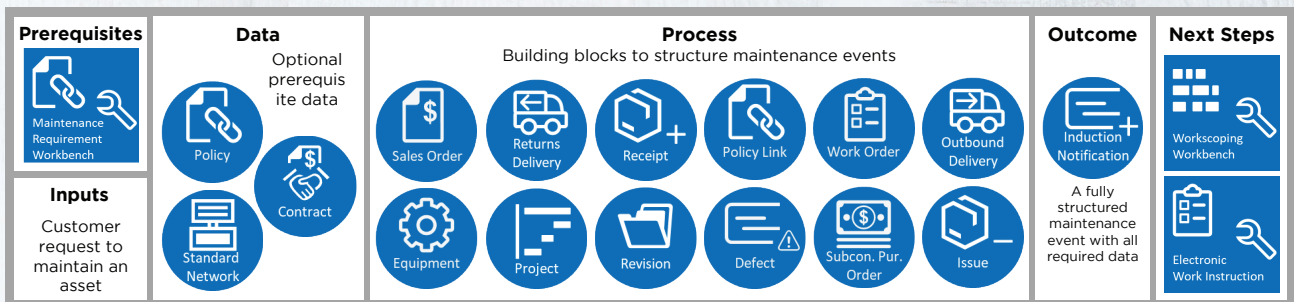 Prerequisites
Maintenance
Requirement
Workbench
Inputs
Customer
request to
maintain an
asset
Data
Optional
prerequis
ite data
Policy
$
Contract
Standard
Network
Process
Building blocks to structure maintenance events
$
Sales Order
Returns
Delivery
Receipt
Policy Link
Work Order
Outbound
Delivery
Equipment
Project
Revision
Defect
$
Subcon. Pur.
Order
Issue
Outcome
Induction
Notification
A fully
structured
maintenance
event with all
required data
Next Steps
Workscoping
Workbench
Electronic
Work Instruction